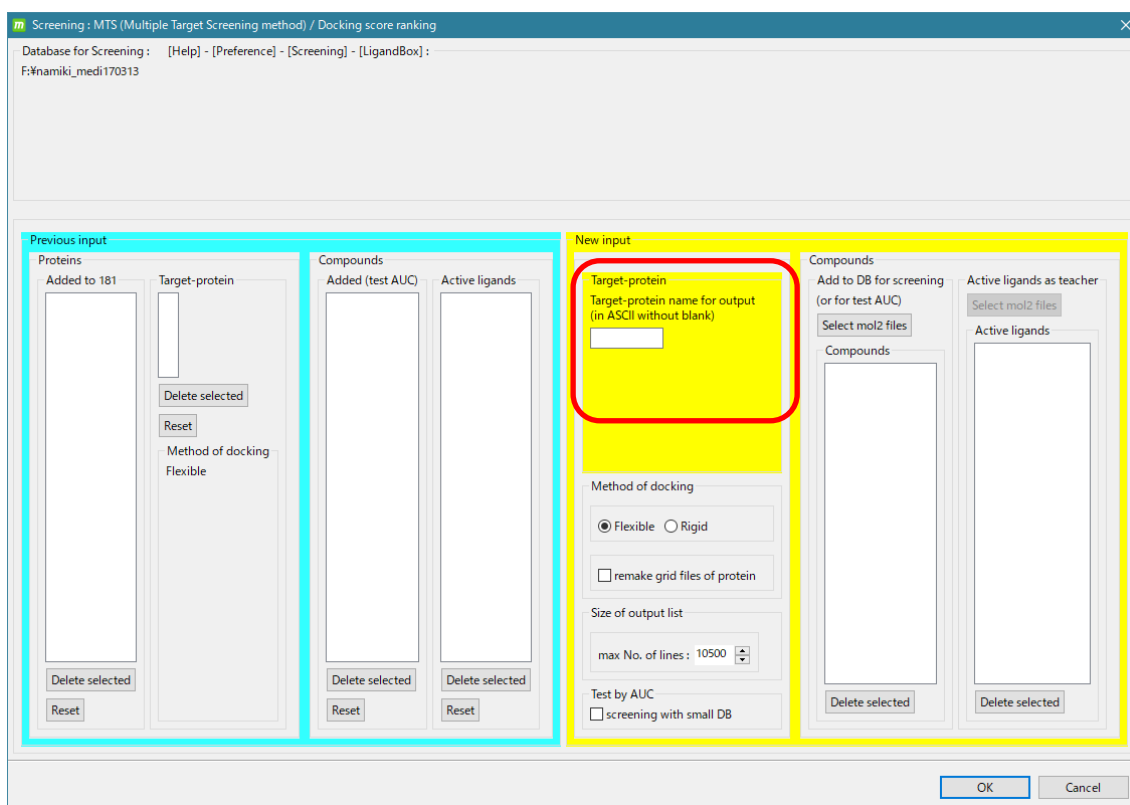 m Screening : MTS (Multiple Target Screening method) / Docking score ranking
Database for Screening : [Help] - [Preference] - [Screening] - [LigandBox] :
F:¥namiki_medi170313
Previous input
Proteins
Added to 181
Delete selected
Reset
Target-protein
Delete selected
Reset
Method of docking
Flexible
Compounds
Added (test AUC)
Delete selected
Reset
Active ligands
Delete selected
Reset
New input
Target-protein
Target-protein name for output
(in ASCII without blank)
Method of docking
Flexible Rigid
remake grid files of protein
Size of output list
max No. of lines : 10500
Test by AUC
screening with small DB
Compounds
Add to DB for screening
(or for test AUC)
Select mol2 files
Compounds
Delete selected
Active ligands as teacher
Select mol2 files
Active ligands
Delete selected
OK Cancel